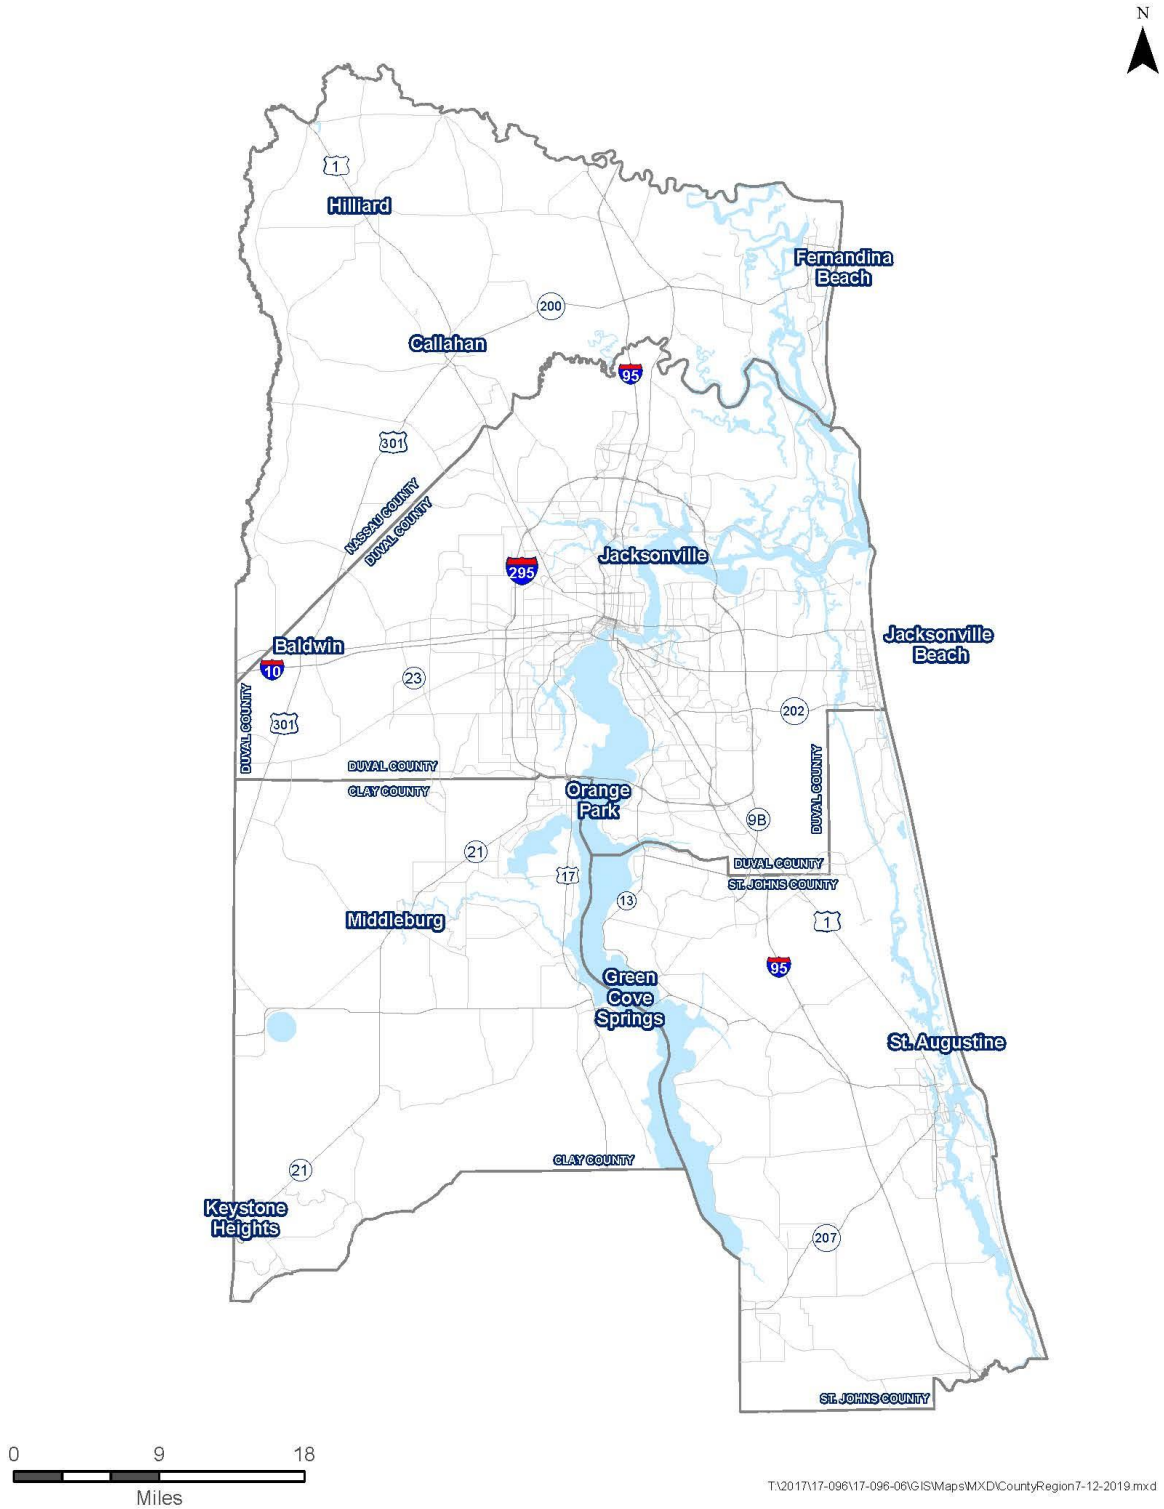 N
1
Hilliard
Fernandina
Beach
200
Callahan
95
301
NASSAU COUNTY
DUVAL COUNTY
Jacksonville
295
Jacksonville
Beach
Baldwin
10
23
DUVAL COUNTY
301
202
DUVAL COUNTY
DUVAL COUNTY
CLAY COUNTY
Orange
Park
9B
21
17
DUVAL COUNTY
ST. JOHNS COUNTY
13
Middleburg
1
95
Green
Cove
Springs
St. Augustine
CLAY COUNTY
21
Keystone
Heights
207
ST. JOHNS COUNTY
0 9 18
Miles
T:\2017\17-096\17-096-06\GIS\Maps\MXD\CountyRegion7-12-2019.mxd